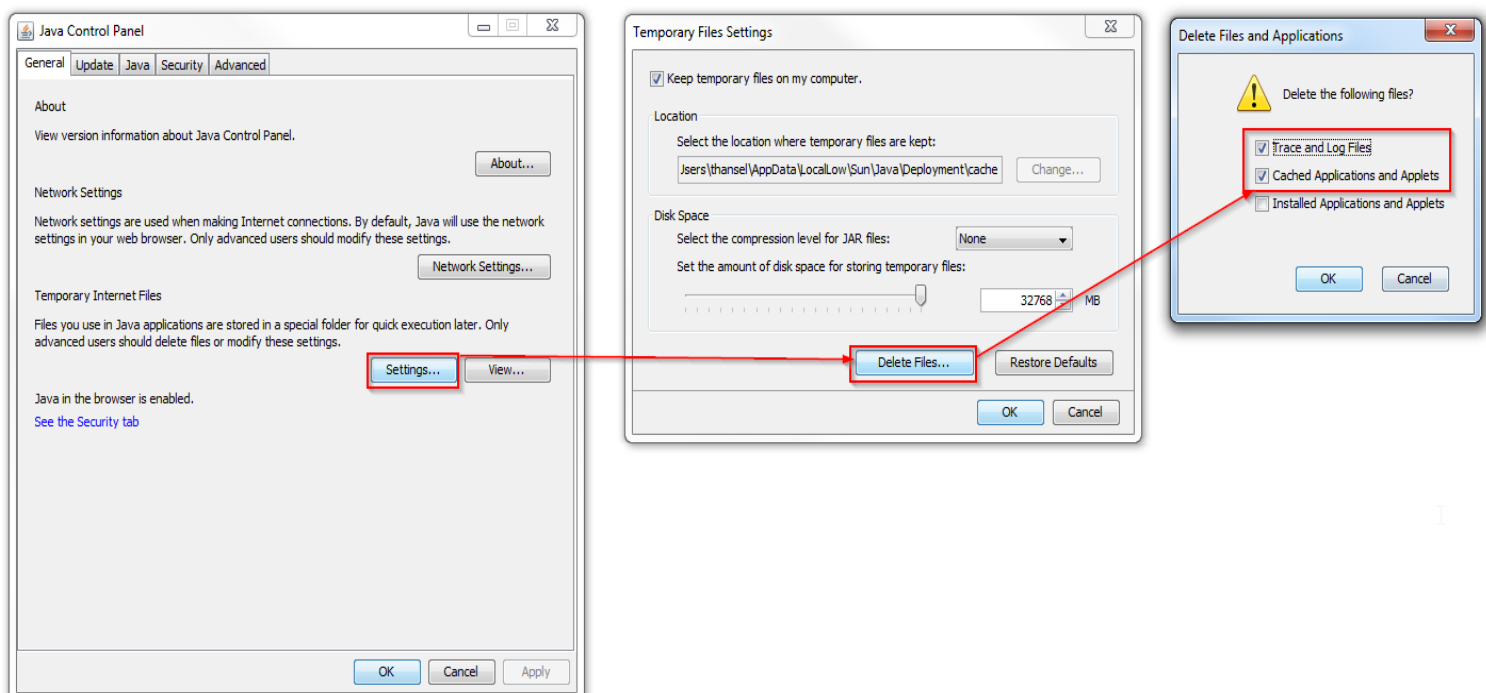 Java Control Panel
General Update Java Security Advanced
About
View version information about Java Control Panel.
About...
Network Settings
Network settings are used when making Internet connections. By default, Java will use the network
settings in your web browser. Only advanced users should modify these settings.
Network Settings...
Temporary Internet Files
Files you use in Java applications are stored in a special folder for quick execution later. Only
advanced users should delete files or modify these settings.
Settings... View...
Java in the browser is enabled.
See the Security tab
OK Cancel Apply
Temporary Files Settings
Keep temporary files on my computer.
Location
Select the location where temporary files are kept:
Jsers\thansel\AppData\LocalLow\Sun\Java\Deployment\cache Change...
Disk Space
Select the compression level for JAR files: None
Set the amount of disk space for storing temporary files:
32768 MB
Delete Files... Restore Defaults
OK Cancel
Delete Files and Applications
Delete the following files?
Trace and Log Files
Cached Applications and Applets
Installed Applications and Applets
OK Cancel